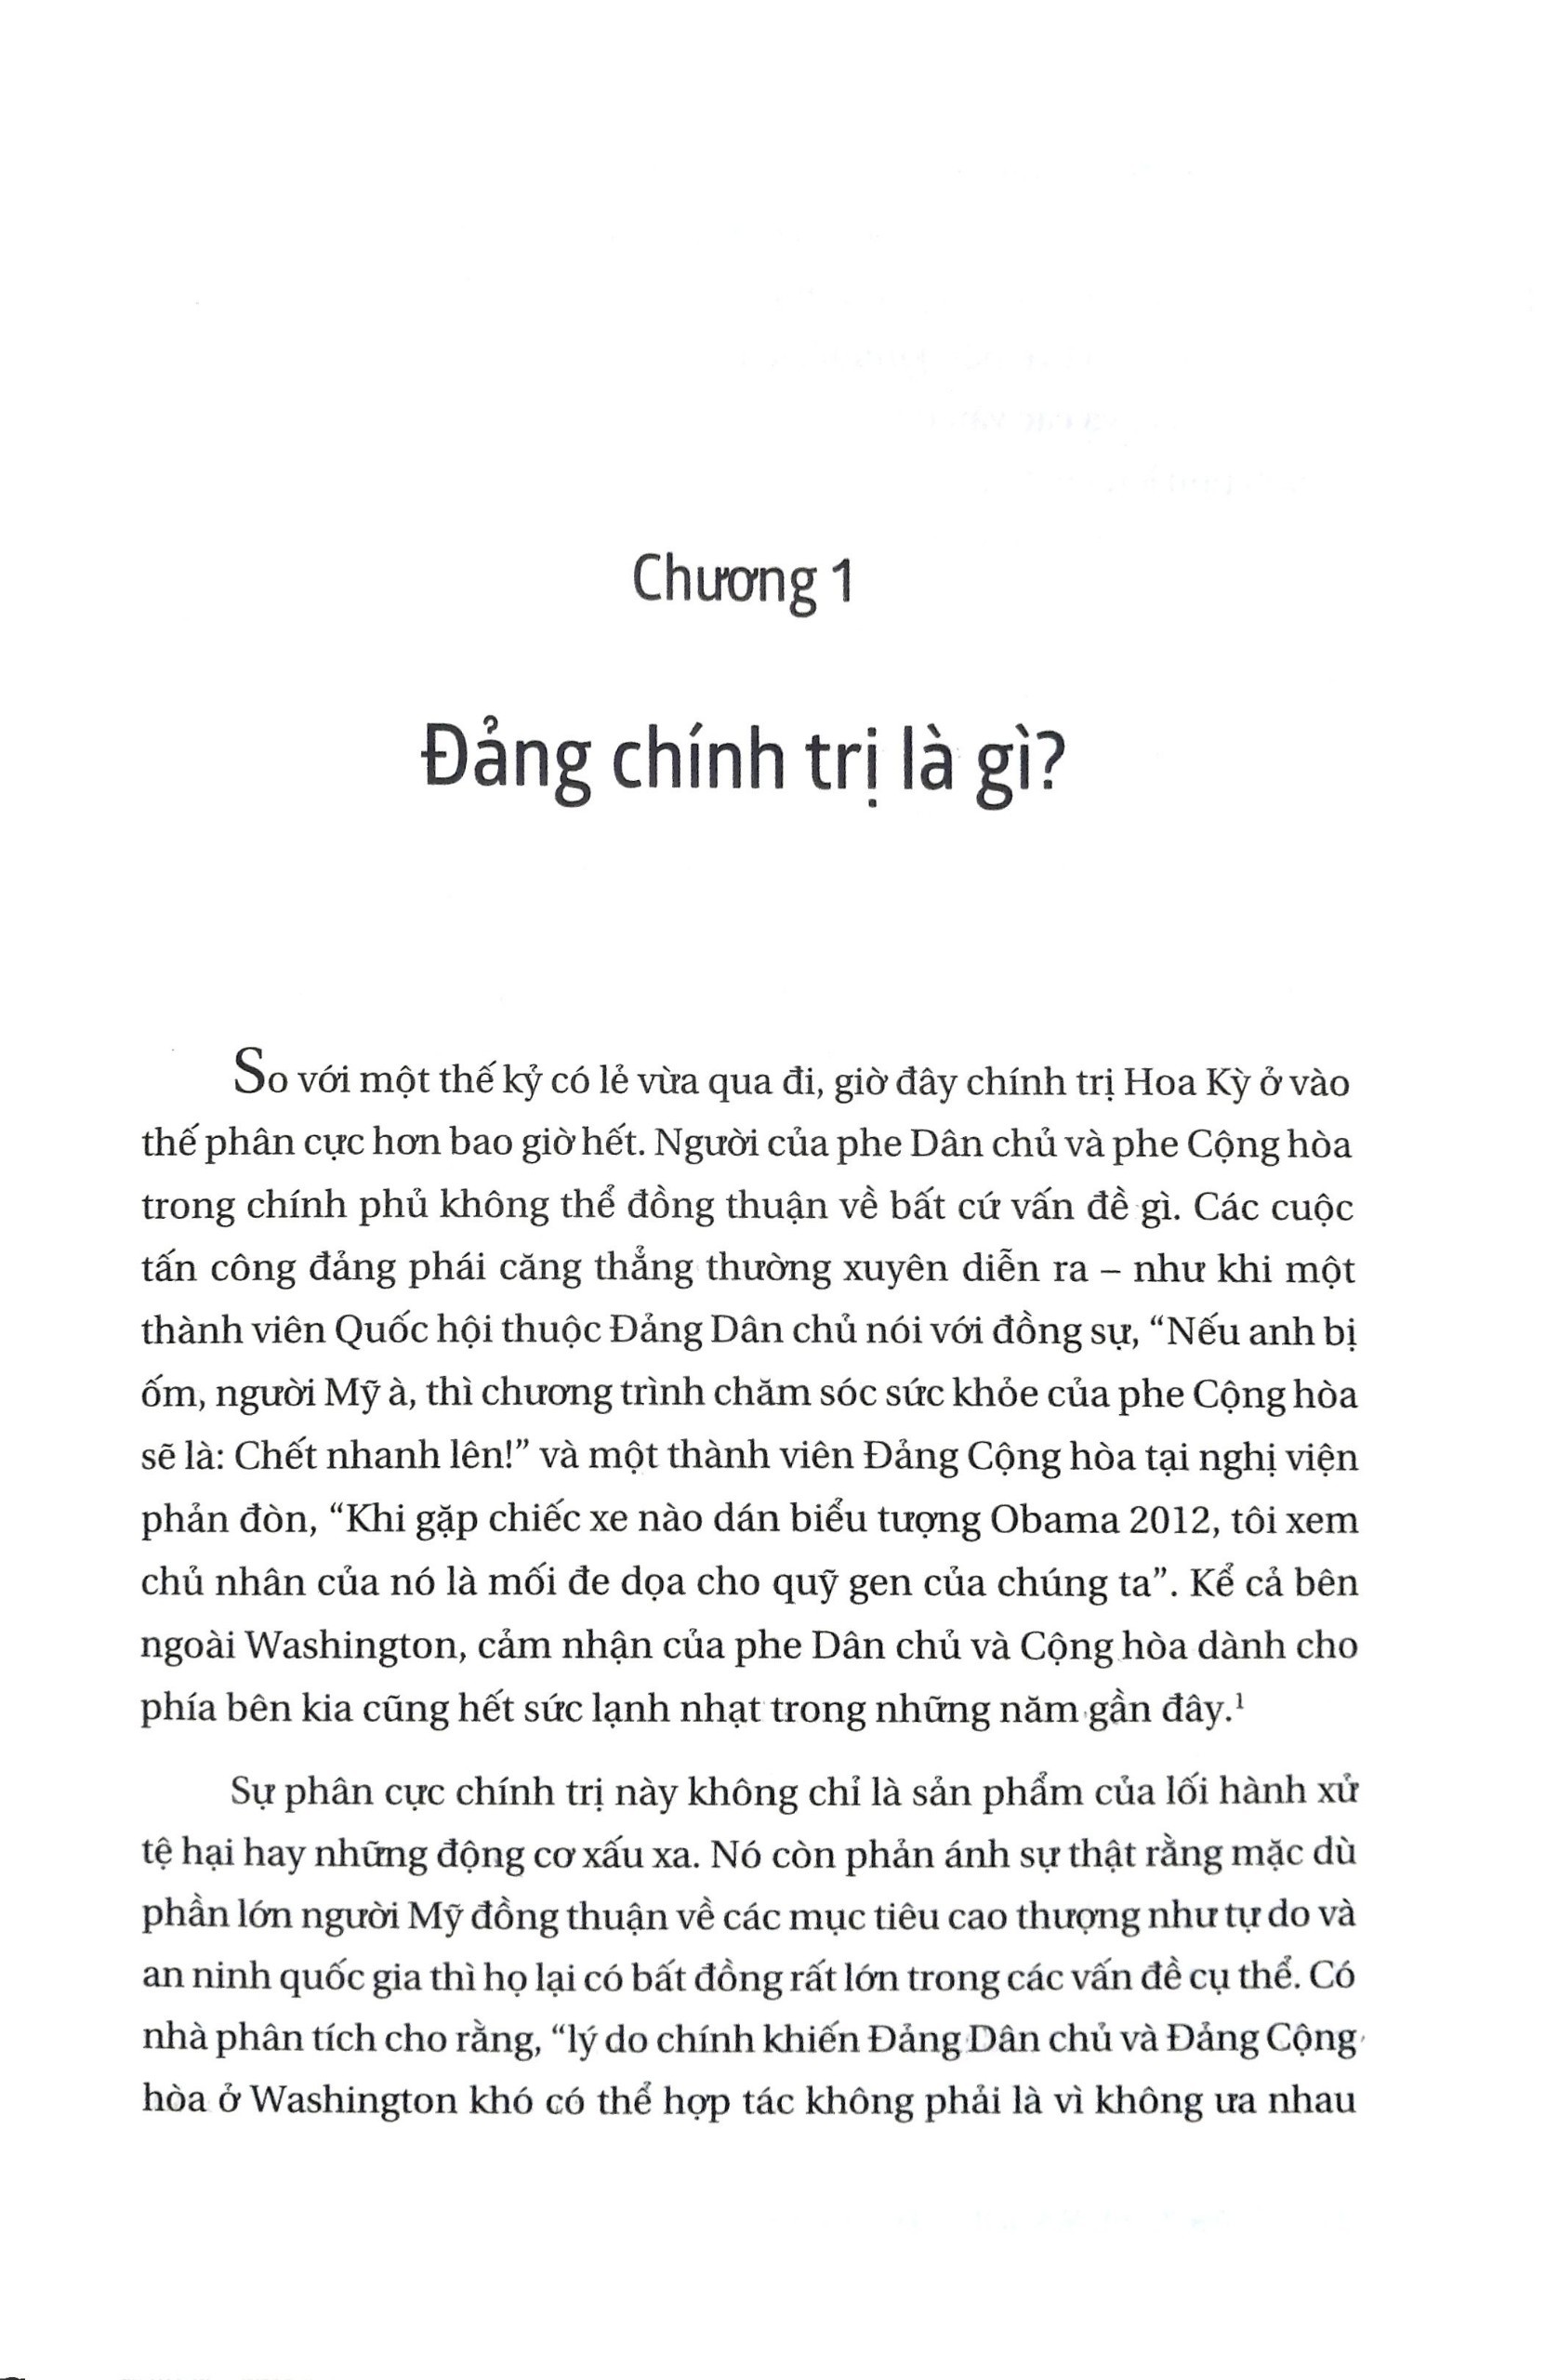 Chương 1
Đảng chính trị là gì?
So với một thế kỷ có lẻ vừa qua đi, giờ đây chính trị Hoa Kỳ ở vào
thế phân cực hơn bao giờ hết. Người của phe Dân chủ và phe Cộng hòa
trong chính phủ không thể đồng thuận về bất cứ vấn đề gì. Các cuộc
tấn công đảng phái căng thẳng thường xuyên diễn ra – như khi một
thành viên Quốc hội thuộc Đảng Dân chủ nói với đồng sự, “Nếu anh bị
ốm, người Mỹ à, thì chương trình chăm sóc sức khỏe của phe Cộng hòa
sẽ là: Chết nhanh lên!” và một thành viên Đảng Cộng hòa tại nghị viện
phản đòn, “Khi gặp chiếc xe nào dán biểu tượng Obama 2012, tôi xem
chủ nhân của nó là mối đe dọa cho quỹ gen của chúng ta”. Kể cả bên
ngoài Washington, cảm nhận của phe Dân chủ và Cộng hòa dành cho
phía bên kia cũng hết sức lạnh nhạt trong những năm gần đây.¹
Sự phân cực chính trị này không chỉ là sản phẩm của lối hành xử
tệ hại hay những động cơ xấu xa. Nó còn phản ánh sự thật rằng mặc dù
phần lớn người Mỹ đồng thuận về các mục tiêu cao thượng như tự do và
an ninh quốc gia thì họ lại có bất đồng rất lớn trong các vấn đề cụ thể. Có
nhà phân tích cho rằng, “lý do chính khiến Đảng Dân chủ và Đảng Cộng
hòa ở Washington khó có thể hợp tác không phải là vì không ưa nhau